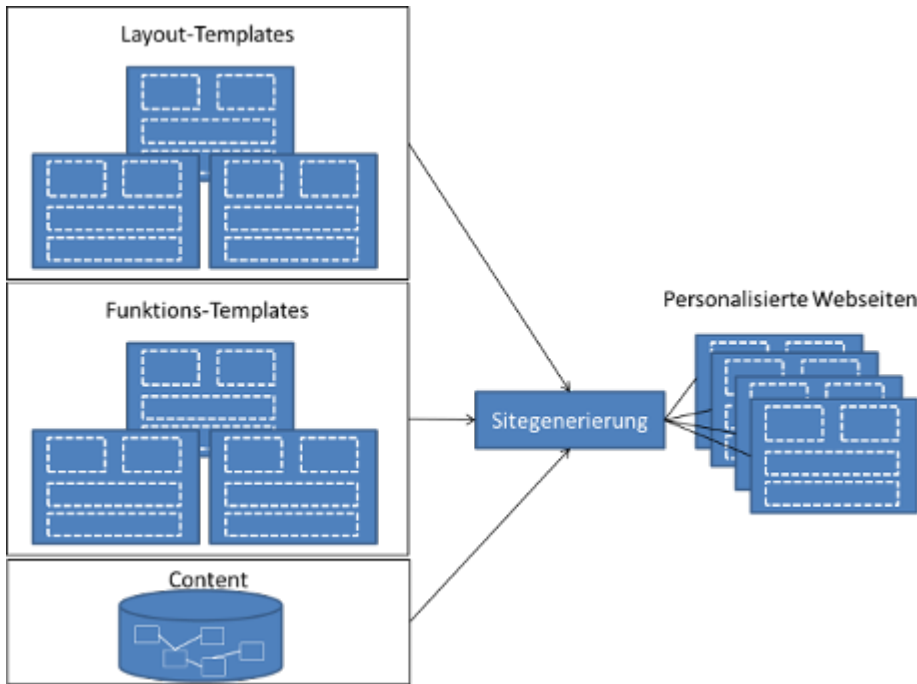 Layout-Templates
Funktions-Templates
Content
Sitegenerierung
Personalisierte Webseiten